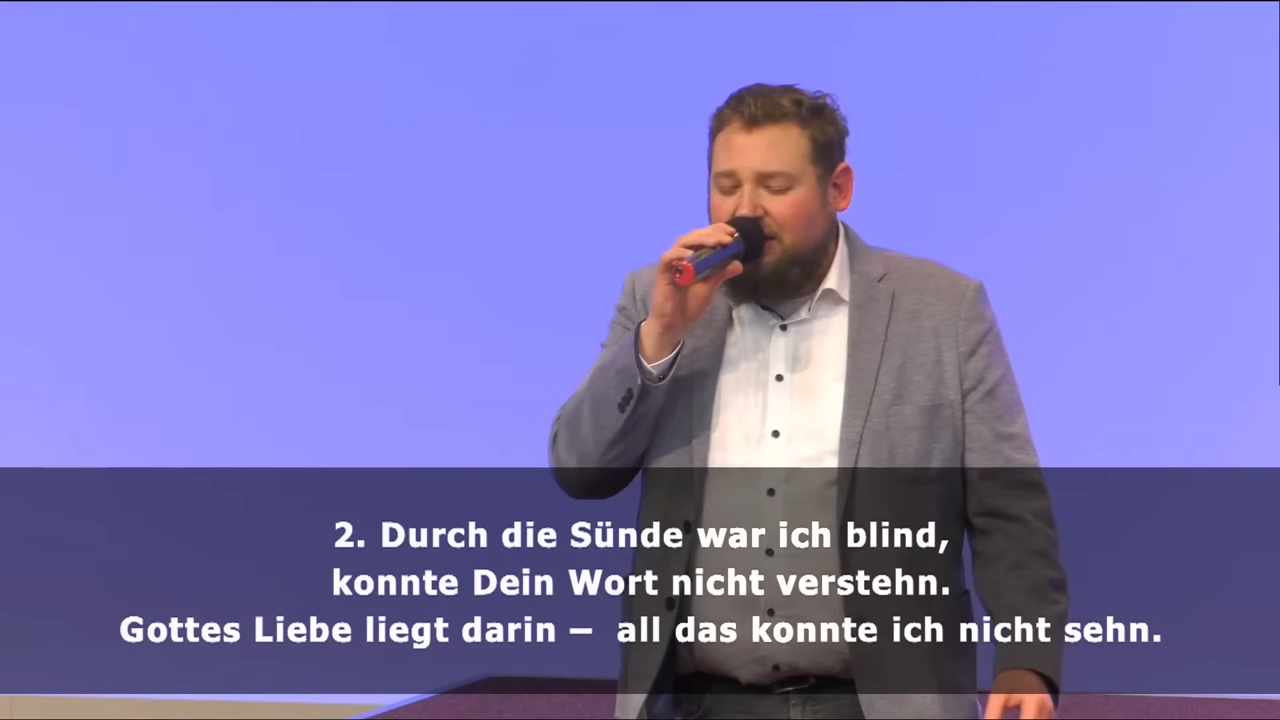 2. Durch die Sünde war ich blind,
konnte Dein Wort nicht verstehn.
Gottes Liebe liegt darin – all das konnte ich nicht sehn.